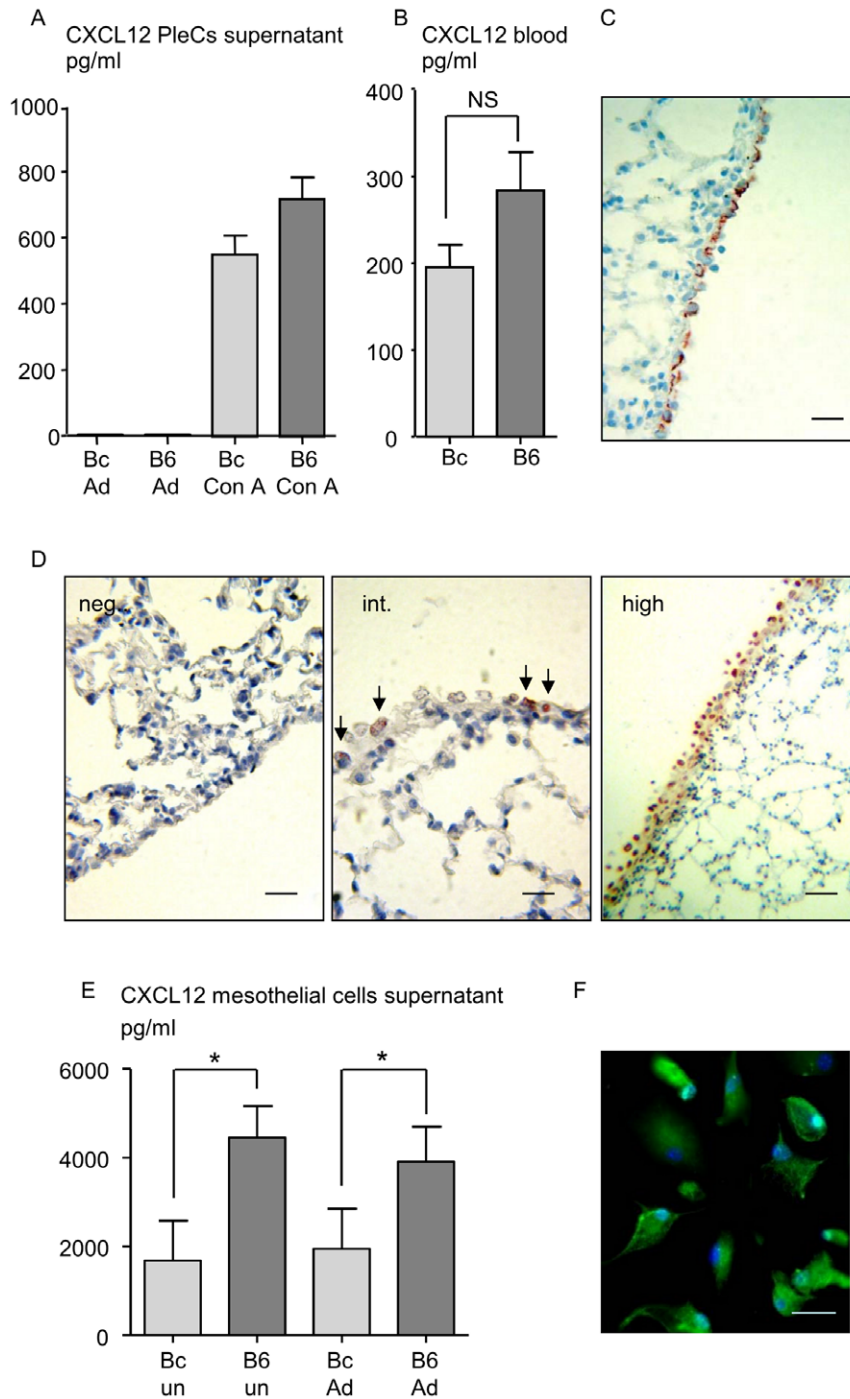 A
CXCL12 PleCs supernatant
pg/ml
1000
800
600
400
200
0
Bc
Ad
B6
Ad
Bc
Con A
B6
Con A
B
CXCL12 blood
pg/ml
400
300
200
100
0
NS
Bc
B6
C
D
neg.
int.
high
E
CXCL12 mesothelial cells supernatant
pg/ml
6000
4000
2000
0
*
*
Bc
un
B6
un
Bc
Ad
B6
Ad
F